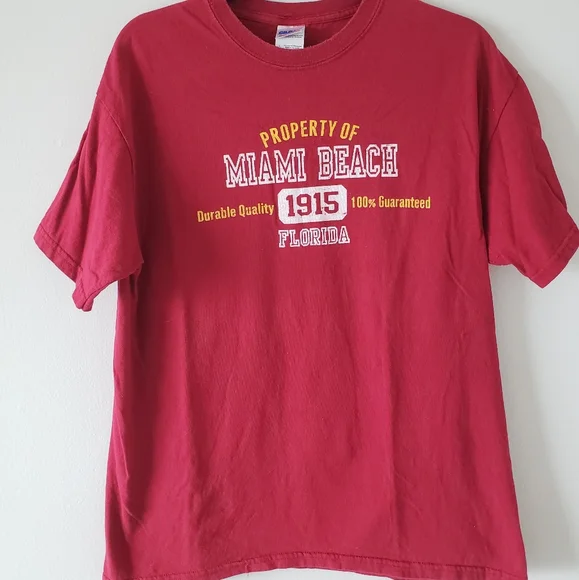 PROPERTY OF
MIAMI BEACH
Durable Quality 1915 100% Guaranteed
FLORIDA